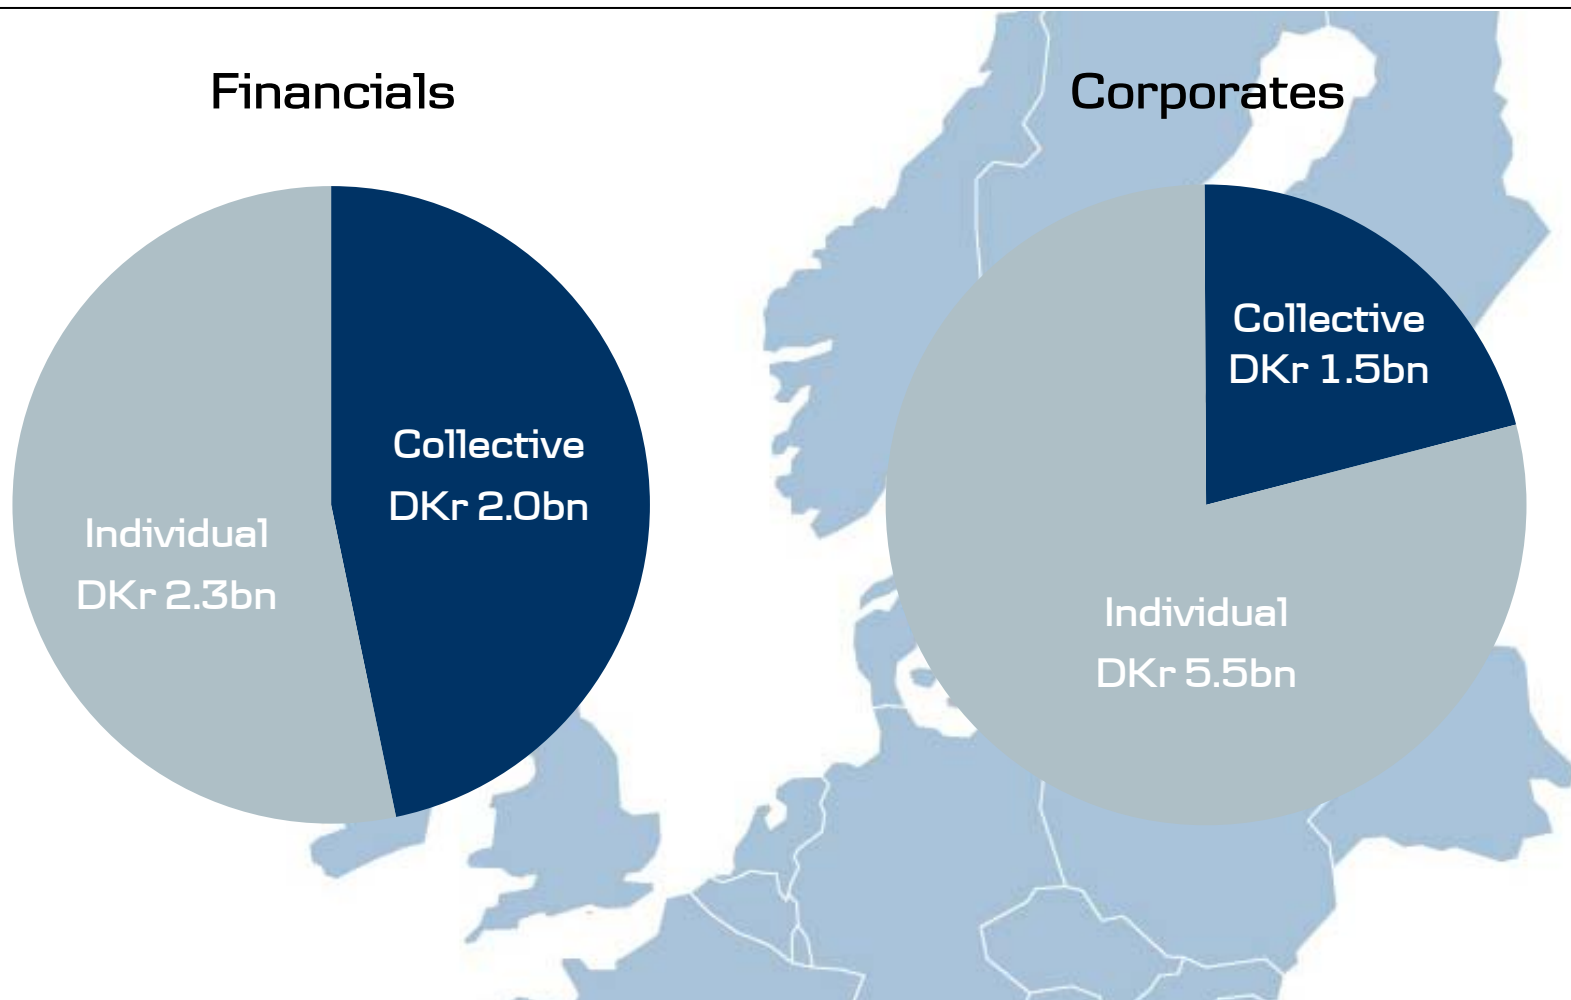 Financials
Collective
DKr 2.0bn
Individual
DKr 2.3bn
Corporates
Collective
DKr 1.5bn
Individual
DKr 5.5bn